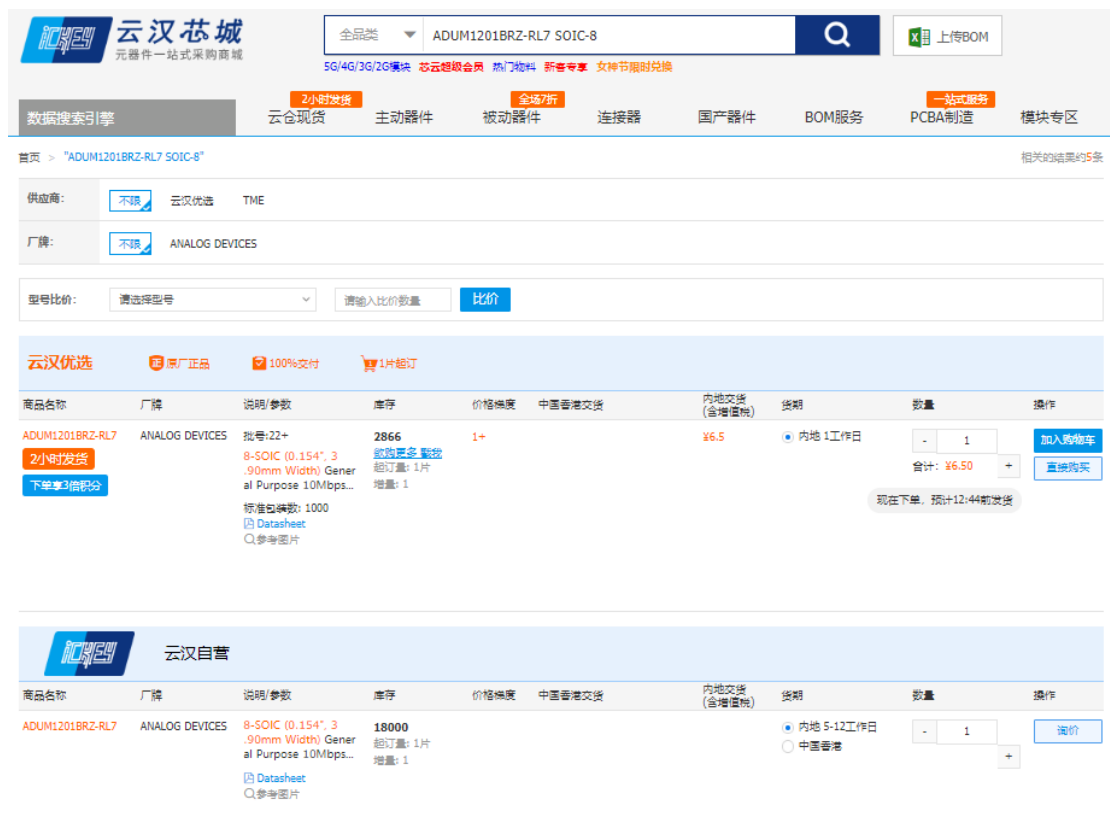 ICKEY 云汉芯城
元器件一站式采购商城
全品类 ADUM1201BRZ-RL7 SOIC-8
上传BOM
5G/4G/3G/2G模块 芯云超级会员 热门物料 新客专享 女神节限时兑换
2小时发货 全场7折 一站式服务
数据搜索引擎 云仓现货 主动器件 被动器件 连接器 国产器件 BOM服务 PCBA制造 模块专区
首页 > "ADUM1201BRZ-RL7 SOIC-8" 相关的结果约5条
供应商: 不限 云汉优选 TME
厂牌: 不限 ANALOG DEVICES
型号比价: 请选择型号 请输入比价数量 比价
云汉优选 正 原厂正品 100%交付 1片起订
商品名称 厂牌 说明/参数 库存 价格梯度 中国香港交货 内地交货 货期 数量 操作
(含增值税)
ADUM1201BRZ-RL7 ANALOG DEVICES 批号:22+ 2866 1+ ¥6.5 内地 1工作日 - 1 加入购物车
2小时发货 8-SOIC (0.154", 3 欲购更多 戳我
.90mm Width) Gener 起订量: 1片 合计: ¥6.50 + 直接购买
下单享3倍积分 al Purpose 10Mbps... 增量: 1
现在下单，预计12:44前发货
标准包装数: 1000
Datasheet
参考图片
ICKEY 云汉自营
商品名称 厂牌 说明/参数 库存 价格梯度 中国香港交货 内地交货 货期 数量 操作
(含增值税)
ADUM1201BRZ-RL7 ANALOG DEVICES 8-SOIC (0.154", 3 18000 内地 5-12工作日 - 1 询价
.90mm Width) Gener 起订量: 1片 中国香港
al Purpose 10Mbps... 增量: 1 +
Datasheet
参考图片